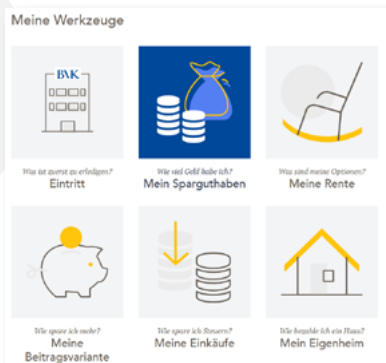 Meine Werkzeuge
BVK
Was ist zuerst zu erledigen?
Eintritt
Wie viel Geld habe ich?
Mein Sparguthaben
Was sind meine Optionen?
Meine Rente
Wie spare ich mehr?
Meine
Beitragsvariante
Wie spare ich Steuern?
Meine Einkäufe
Wie bezahle ich ein Haus?
Mein Eigenheim